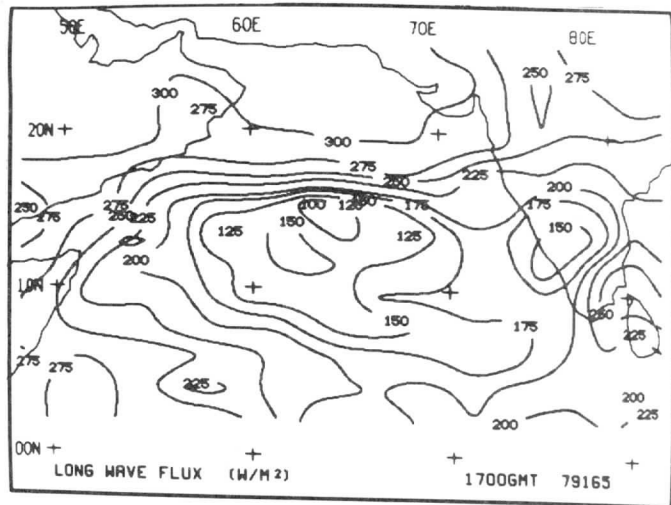 50E 60E 70E 80E
250 275
300 275
20N 300
275
250 225
250 275 275 250 225 200 125 150 175 200 175
125 150 125 150
200
10N
150 175 250
225
275 275 225
200 200 225
00N
LONG WAVE FLUX (W/M²) 1700GMT 79165